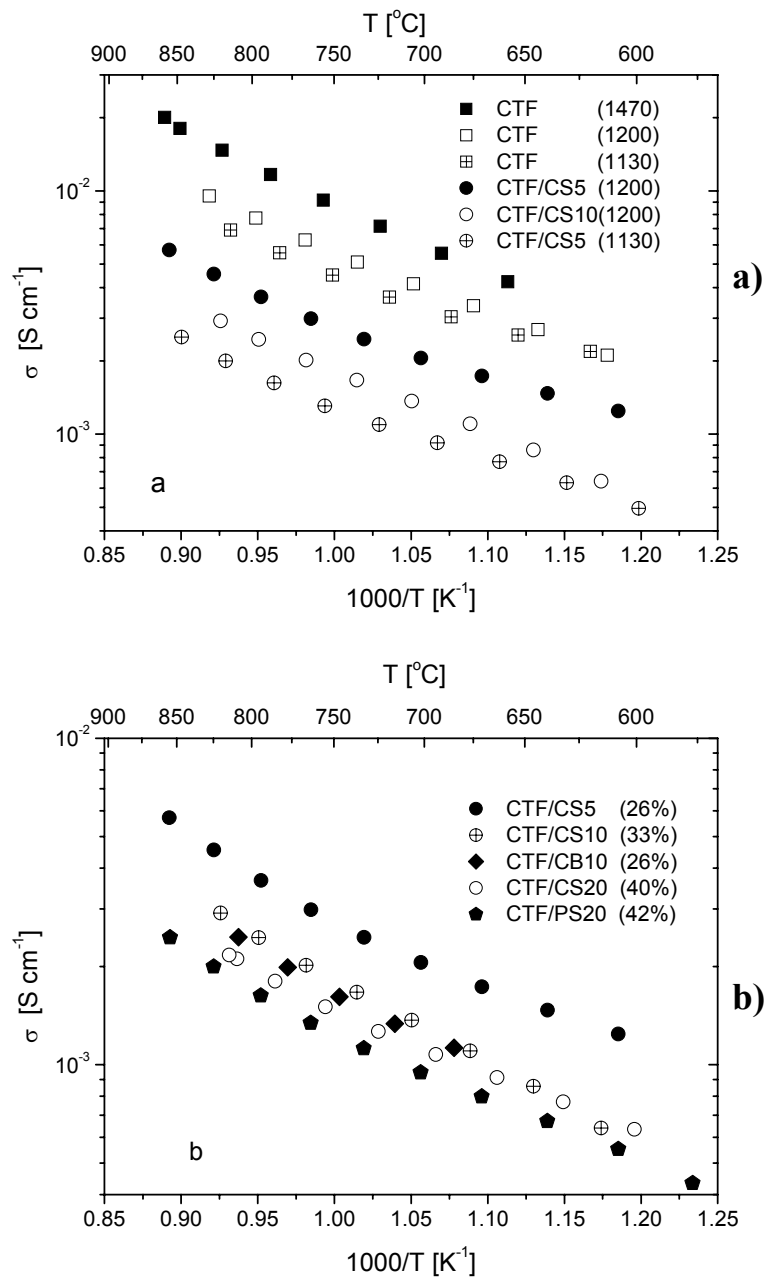 T [°C]
900 850 800 750 700 650 600
CTF (1470)
CTF (1200)
CTF (1130)
CTF/CS5 (1200)
CTF/CS10(1200)
CTF/CS5 (1130)
10⁻²
10⁻³
σ [S cm⁻¹]
a
a)
0.85 0.90 0.95 1.00 1.05 1.10 1.15 1.20 1.25
1000/T [K⁻¹]
T [°C]
900 850 800 750 700 650 600
10⁻²
CTF/CS5 (26%)
CTF/CS10 (33%)
CTF/CB10 (26%)
CTF/CS20 (40%)
CTF/PS20 (42%)
10⁻³
σ [S cm⁻¹]
b
b)
0.85 0.90 0.95 1.00 1.05 1.10 1.15 1.20 1.25
1000/T [K⁻¹]